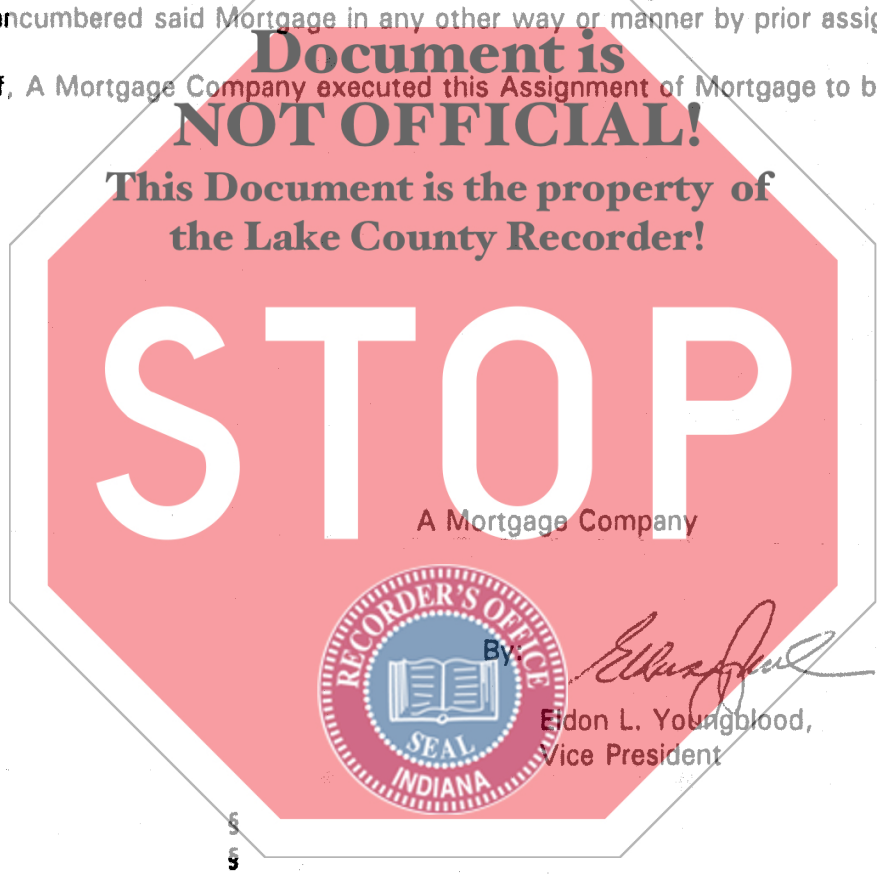 encumbered said Mortgage in any other way or manner by prior assig
Document is
f, A Mortgage Company executed this Assignment of Mortgage to b
NOT OFFICIAL!
This Document is the property of
the Lake County Recorder!
STOP
A Mortgage Company
RECORDER'S OFFICE
SEAL
INDIANA
By:
Eldon L. Youngblood,
Vice President
§
§